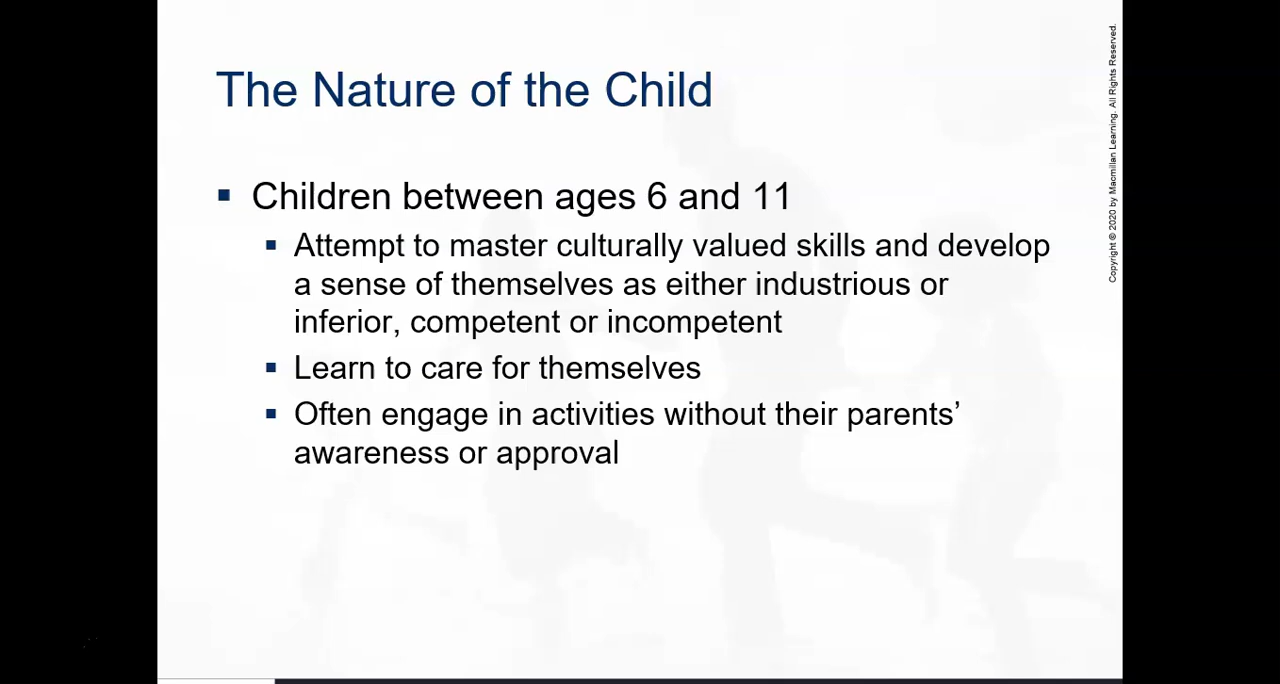 The Nature of the Child
▪ Children between ages 6 and 11
▪ Attempt to master culturally valued skills and develop
a sense of themselves as either industrious or
inferior, competent or incompetent
▪ Learn to care for themselves
▪ Often engage in activities without their parents’
awareness or approval
Copyright © 2020 by Macmillan Learning. All Rights Reserved.